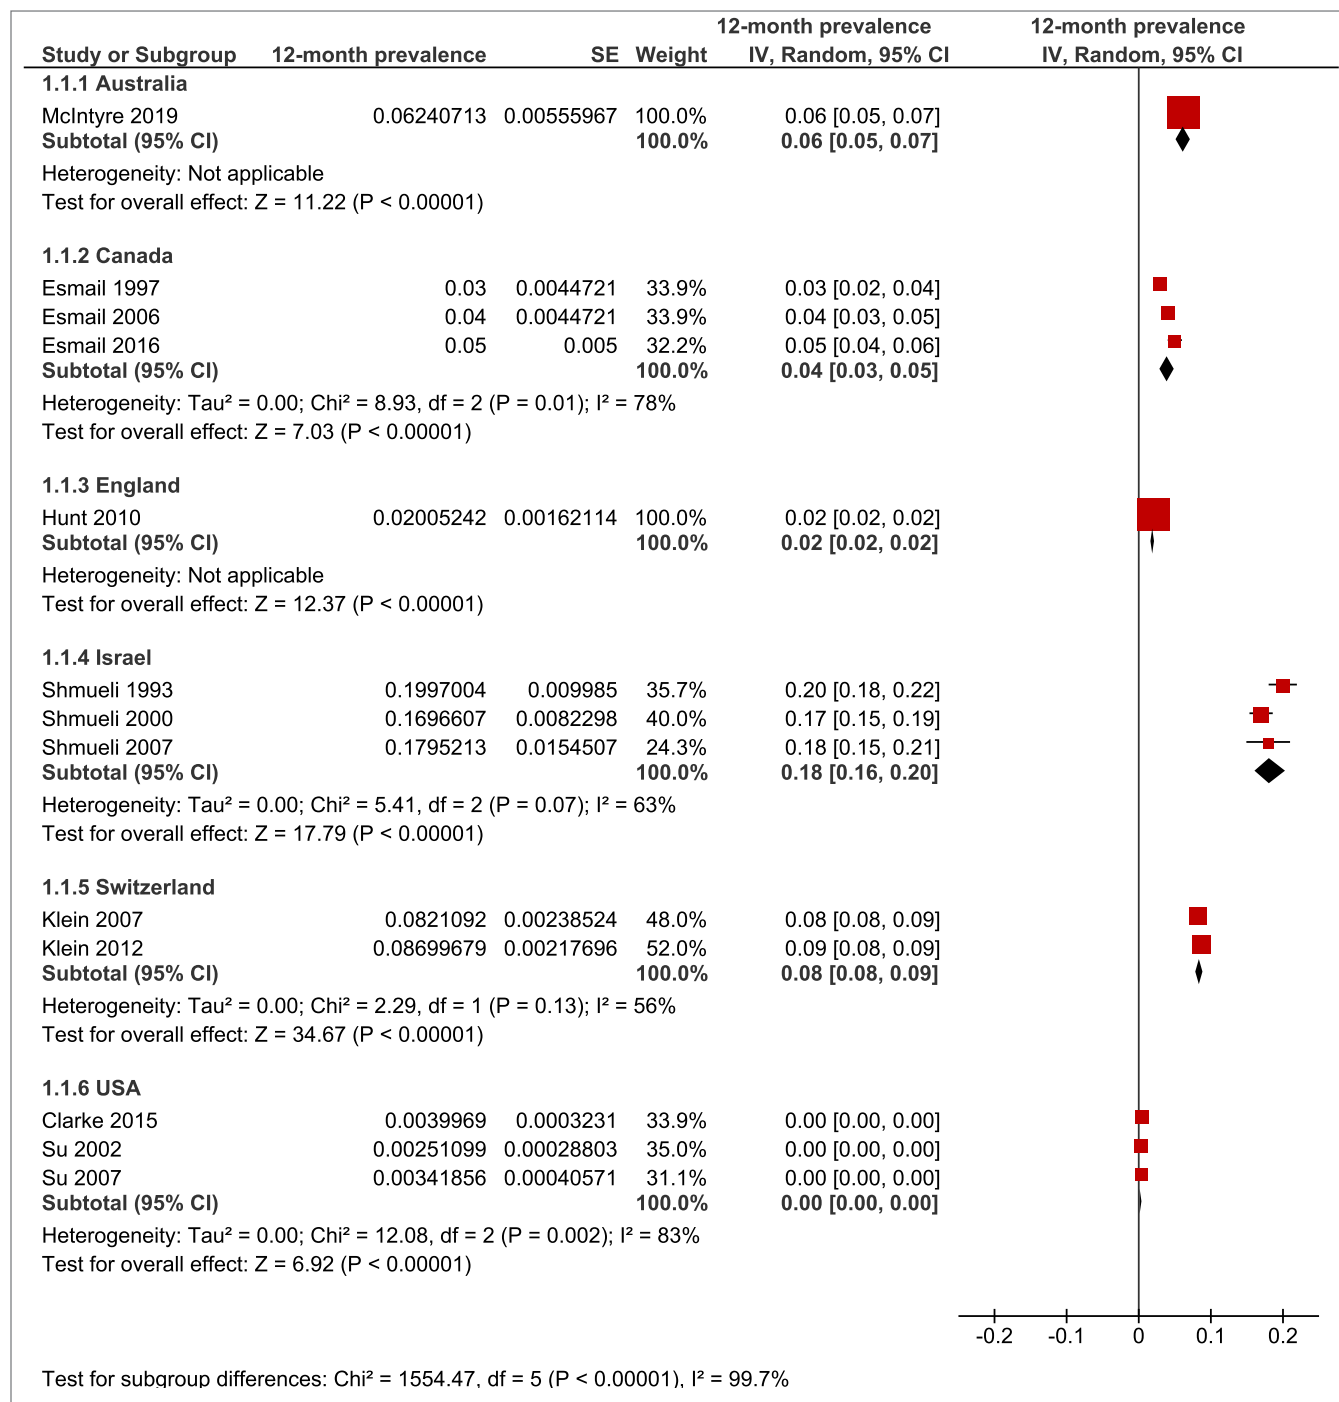 12-month prevalence 12-month prevalence
Study or Subgroup 12-month prevalence SE Weight IV, Random, 95% CI IV, Random, 95% CI
1.1.1 Australia
McIntyre 2019 0.06240713 0.00555967 100.0% 0.06 [0.05, 0.07]
Subtotal (95% CI) 100.0% 0.06 [0.05, 0.07]
Heterogeneity: Not applicable
Test for overall effect: Z = 11.22 (P < 0.00001)
1.1.2 Canada
Esmail 1997 0.03 0.0044721 33.9% 0.03 [0.02, 0.04]
Esmail 2006 0.04 0.0044721 33.9% 0.04 [0.03, 0.05]
Esmail 2016 0.05 0.005 32.2% 0.05 [0.04, 0.06]
Subtotal (95% CI) 100.0% 0.04 [0.03, 0.05]
Heterogeneity: Tau² = 0.00; Chi² = 8.93, df = 2 (P = 0.01); I² = 78%
Test for overall effect: Z = 7.03 (P < 0.00001)
1.1.3 England
Hunt 2010 0.02005242 0.00162114 100.0% 0.02 [0.02, 0.02]
Subtotal (95% CI) 100.0% 0.02 [0.02, 0.02]
Heterogeneity: Not applicable
Test for overall effect: Z = 12.37 (P < 0.00001)
1.1.4 Israel
Shmueli 1993 0.1997004 0.009985 35.7% 0.20 [0.18, 0.22]
Shmueli 2000 0.1696607 0.0082298 40.0% 0.17 [0.15, 0.19]
Shmueli 2007 0.1795213 0.0154507 24.3% 0.18 [0.15, 0.21]
Subtotal (95% CI) 100.0% 0.18 [0.16, 0.20]
Heterogeneity: Tau² = 0.00; Chi² = 5.41, df = 2 (P = 0.07); I² = 63%
Test for overall effect: Z = 17.79 (P < 0.00001)
1.1.5 Switzerland
Klein 2007 0.0821092 0.00238524 48.0% 0.08 [0.08, 0.09]
Klein 2012 0.08699679 0.00217696 52.0% 0.09 [0.08, 0.09]
Subtotal (95% CI) 100.0% 0.08 [0.08, 0.09]
Heterogeneity: Tau² = 0.00; Chi² = 2.29, df = 1 (P = 0.13); I² = 56%
Test for overall effect: Z = 34.67 (P < 0.00001)
1.1.6 USA
Clarke 2015 0.0039969 0.0003231 33.9% 0.00 [0.00, 0.00]
Su 2002 0.00251099 0.00028803 35.0% 0.00 [0.00, 0.00]
Su 2007 0.00341856 0.00040571 31.1% 0.00 [0.00, 0.00]
Subtotal (95% CI) 100.0% 0.00 [0.00, 0.00]
Heterogeneity: Tau² = 0.00; Chi² = 12.08, df = 2 (P = 0.002); I² = 83%
Test for overall effect: Z = 6.92 (P < 0.00001)
-0.2 -0.1 0 0.1 0.2
Test for subgroup differences: Chi² = 1554.47, df = 5 (P < 0.00001), I² = 99.7%